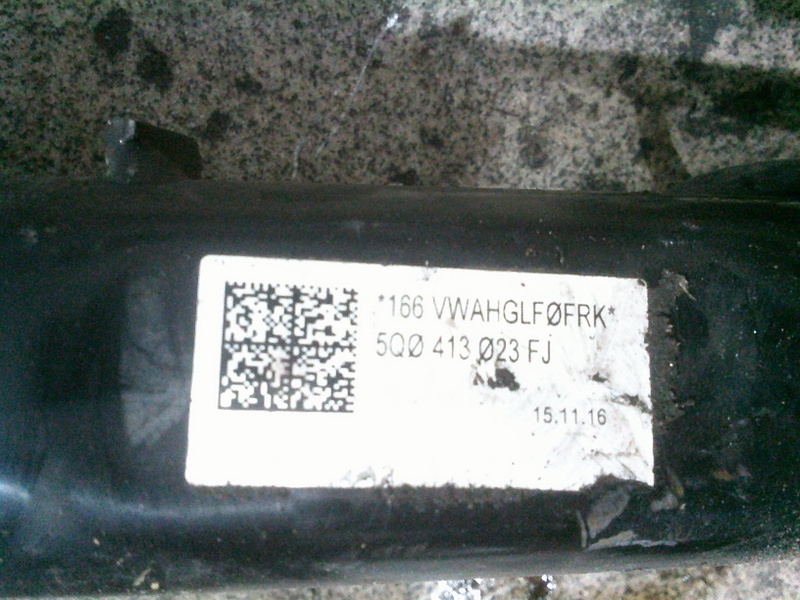 *166 VWAHGLFØFRK*
5QØ 413 Ø23 FJ
15.11.16